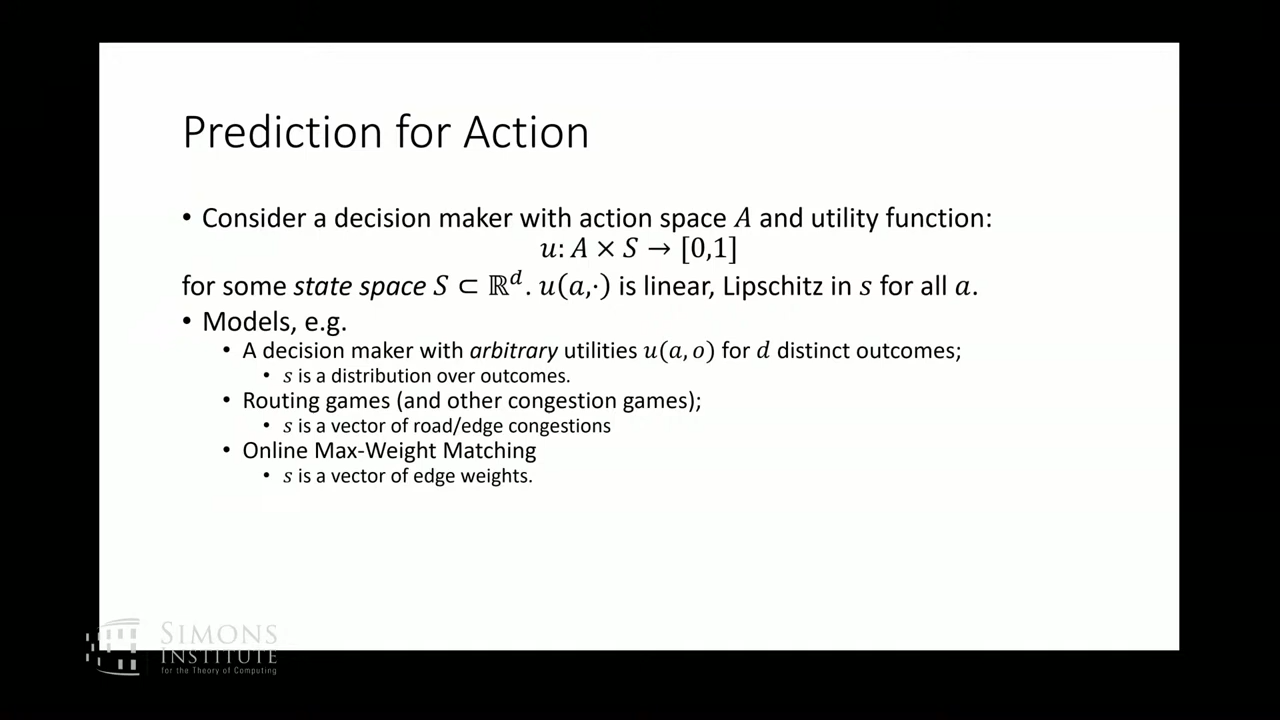 Prediction for Action
• Consider a decision maker with action space A and utility function:
u: A × S → [0,1]
for some state space S ⊂ ℝᵈ. u(a,·) is linear, Lipschitz in s for all a.
• Models, e.g.
• A decision maker with arbitrary utilities u(a, o) for d distinct outcomes;
• s is a distribution over outcomes.
• Routing games (and other congestion games);
• s is a vector of road/edge congestions
• Online Max-Weight Matching
• s is a vector of edge weights.
SIMONS
INSTITUTE
for the Theory of Computing